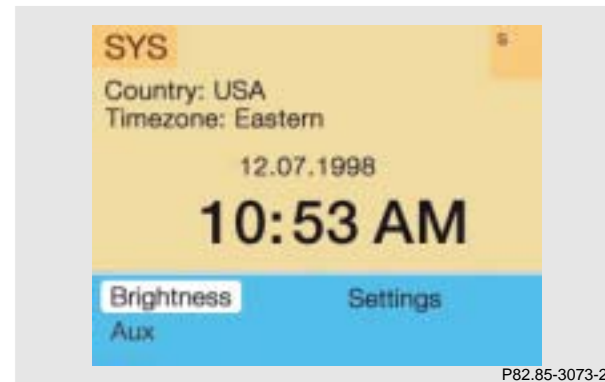 SYS
s
Country: USA
Timezone: Eastern
12.07.1998
10:53 AM
Brightness Settings
Aux
P82.85-3073-2